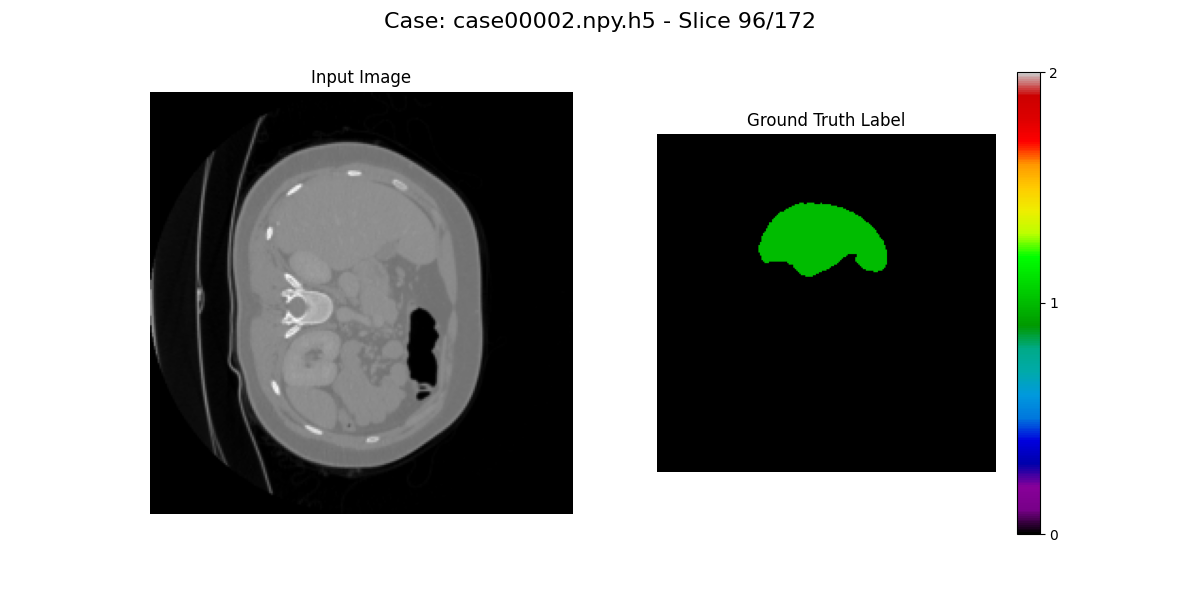 Case: case00002.npy.h5 - Slice 96/172
Input Image
Ground Truth Label
2
1
0